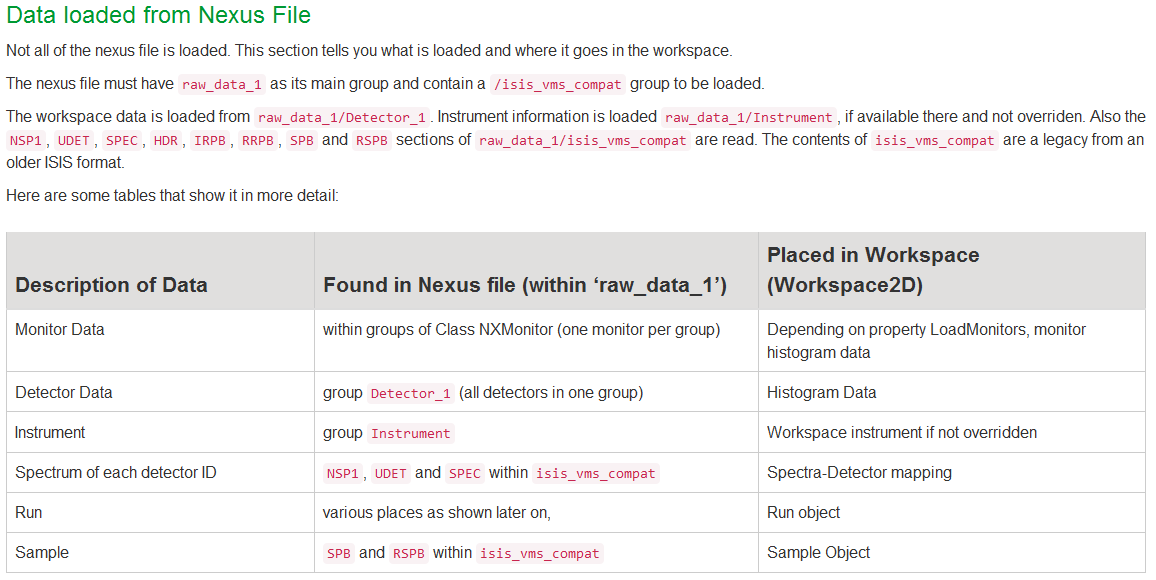 Data loaded from Nexus File
Not all of the nexus file is loaded. This section tells you what is loaded and where it goes in the workspace.
The nexus file must have raw_data_1 as its main group and contain a /isis_vms_compat group to be loaded.
The workspace data is loaded from raw_data_1/Detector_1. Instrument information is loaded raw_data_1/Instrument, if available there and not overriden. Also the
NSP1, UDET, SPEC, HDR, IRPB, RRPB, SPB and RSPB sections of raw_data_1/isis_vms_compat are read. The contents of isis_vms_compat are a legacy from an
older ISIS format.
Here are some tables that show it in more detail:
Description of Data
Found in Nexus file (within ‘raw_data_1’)
Placed in Workspace
(Workspace2D)
Monitor Data
within groups of Class NXMonitor (one monitor per group)
Depending on property LoadMonitors, monitor
histogram data
Detector Data
group Detector_1 (all detectors in one group)
Histogram Data
Instrument
group Instrument
Workspace instrument if not overridden
Spectrum of each detector ID
NSP1, UDET and SPEC within isis_vms_compat
Spectra-Detector mapping
Run
various places as shown later on,
Run object
Sample
SPB and RSPB within isis_vms_compat
Sample Object